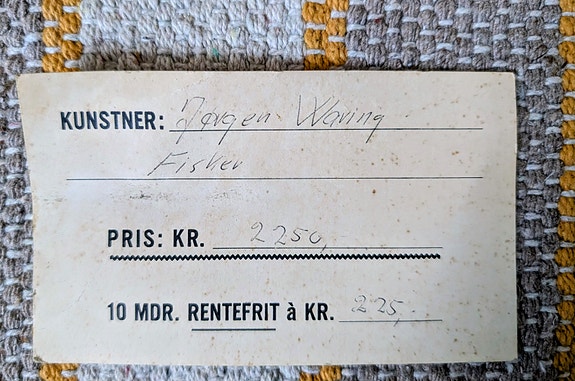 KUNSTNER: Jørgen Waring
Fisker
PRIS: KR. 2250,-
10 MDR. RENTEFRIT à KR. 225,-